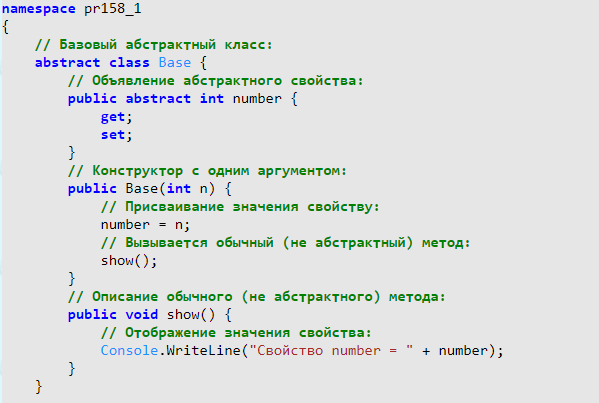 namespace pr158_1
{
    // Базовый абстрактный класс:
    abstract class Base {
        // Объявление абстрактного свойства:
        public abstract int number {
            get;
            set;
        }
        // Конструктор с одним аргументом:
        public Base(int n) {
            // Присваивание значения свойству:
            number = n;
            // Вызывается обычный (не абстрактный) метод:
            show();
        }
        // Описание обычного (не абстрактного) метода:
        public void show() {
            // Отображение значения свойства:
            Console.WriteLine("Свойство number = " + number);
        }
    }